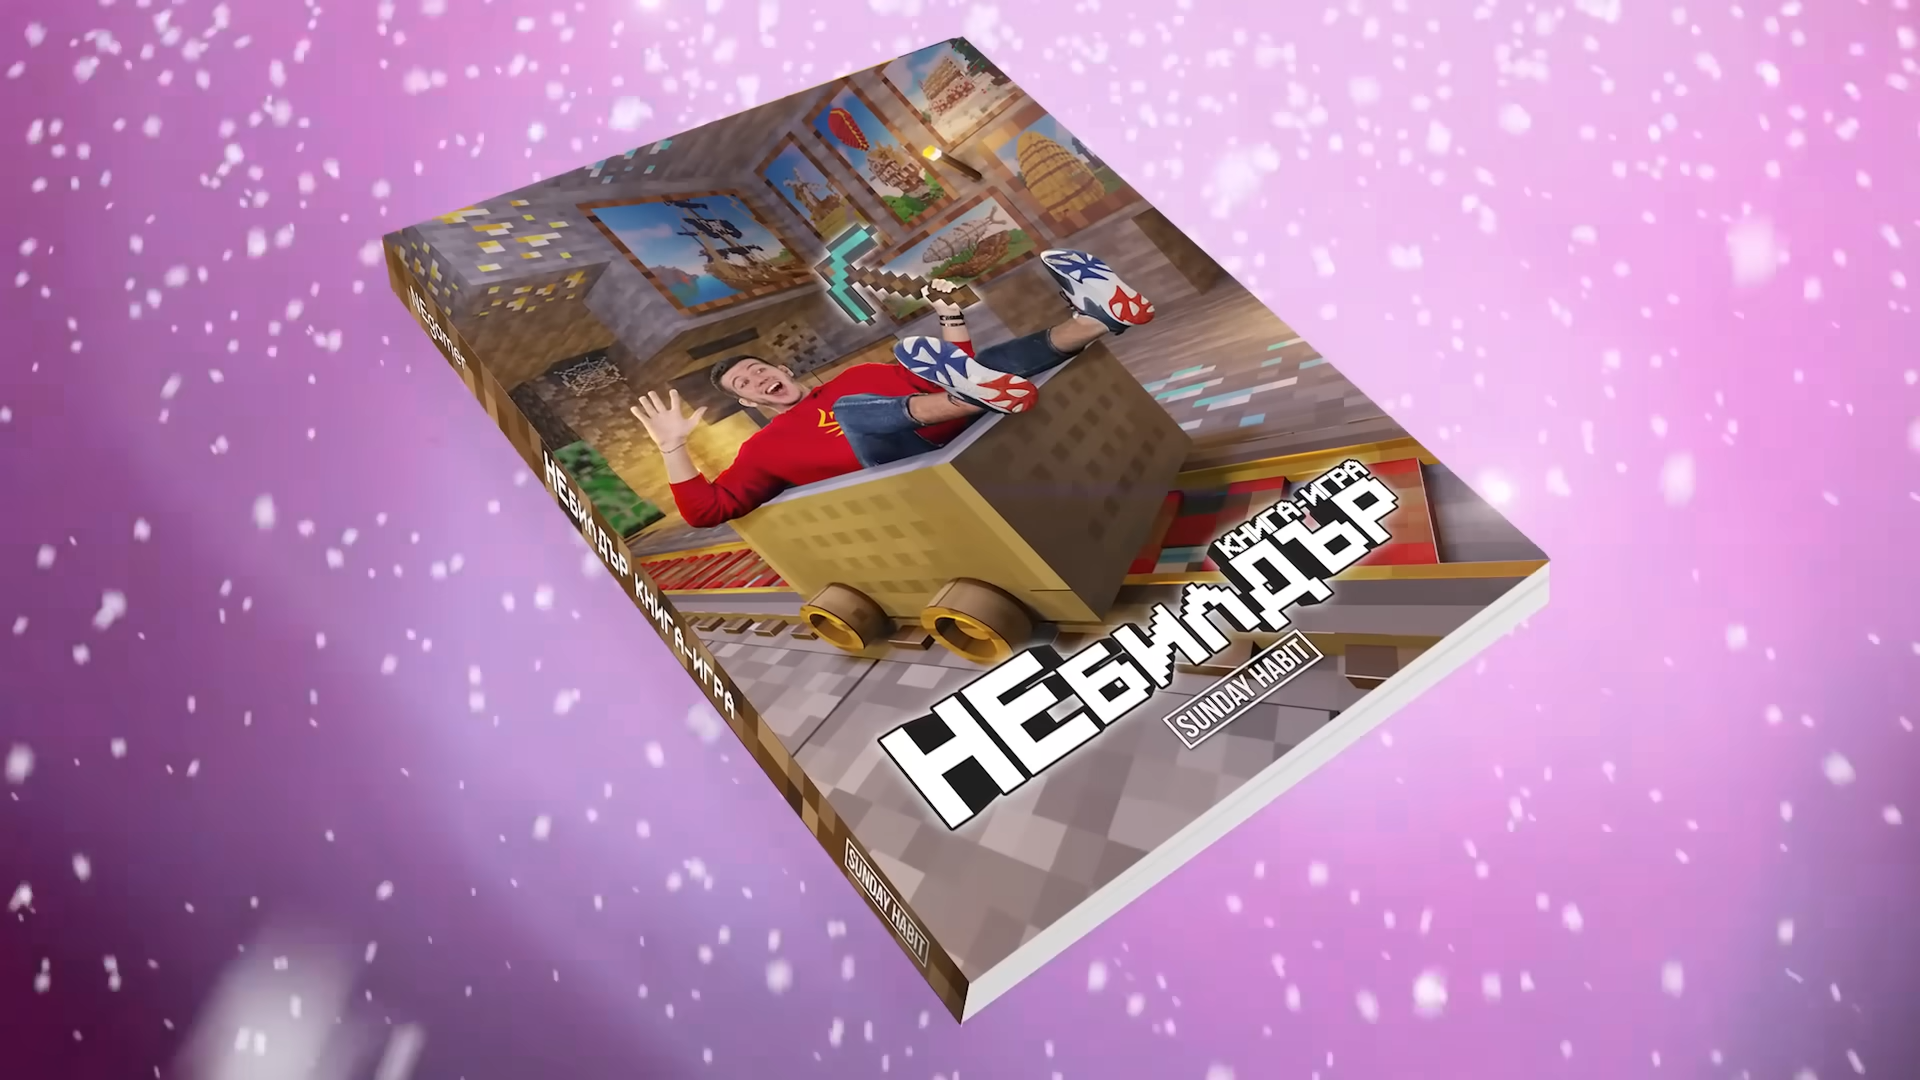 NEgamer
НЕБИЛДЪР КНИГА-ИГРА
SUNDAY HABIT
КНИГА-ИГРА
НЕБИЛДЪР
SUNDAY HABIT